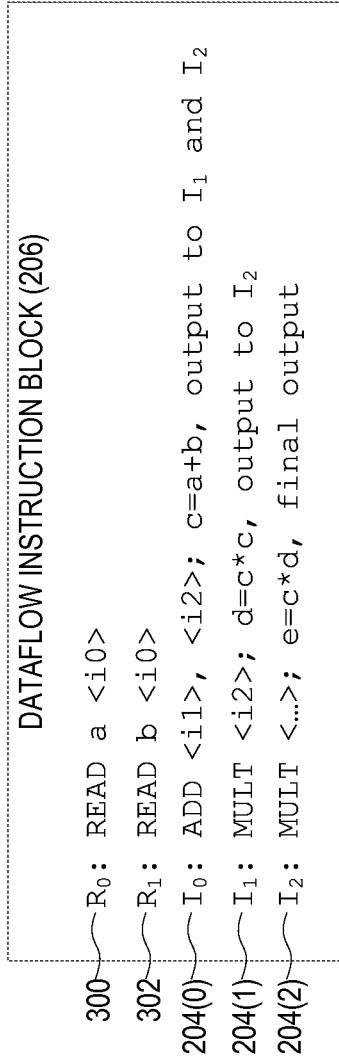 DATAFLOW INSTRUCTION BLOCK (206)
300 R₀: READ a <i0>
302 R₁: READ b <i0>
204(0) I₀: ADD <i1>, <i2>; c=a+b, output to I₁ and I₂
204(1) I₁: MULT <i2>; d=c*c, output to I₂
204(2) I₂: MULT <…>; e=c*d, final output